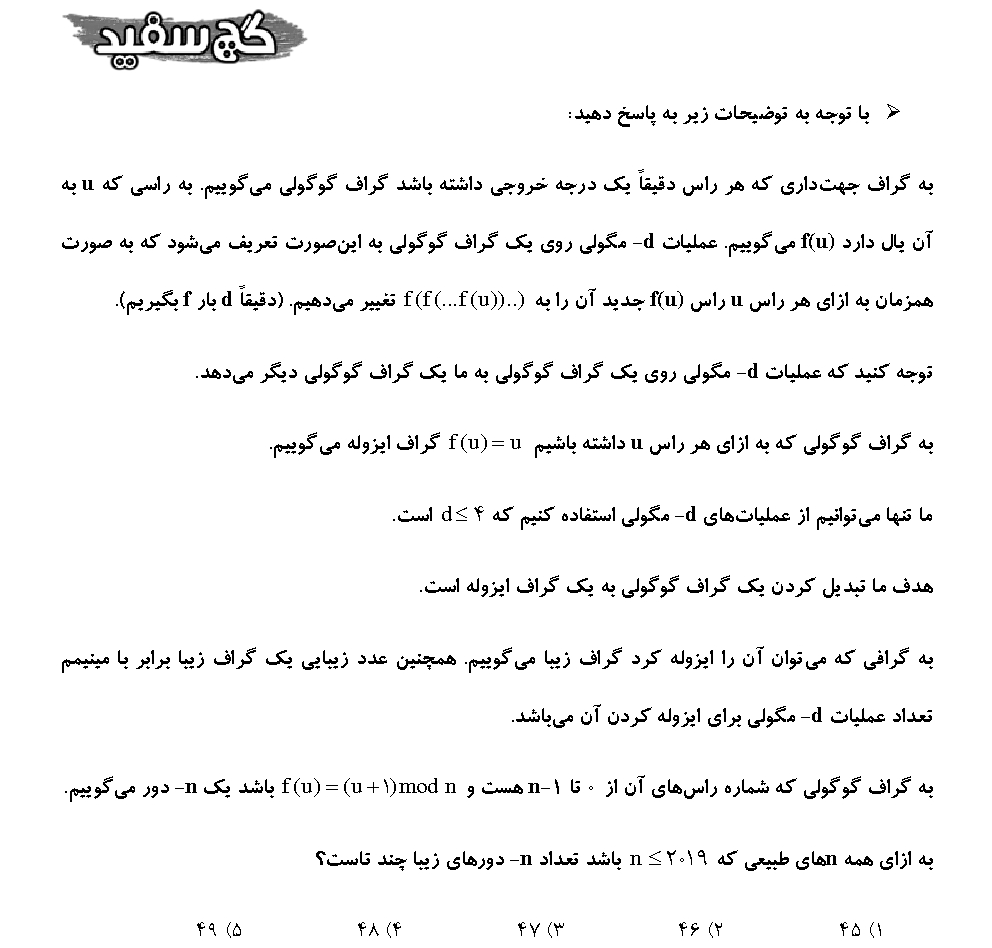 گچ سفید
➢ با توجه به توضیحات زیر به پاسخ دهید:
به گراف جهت‌داری که هر راس دقیقاً یک درجه خروجی داشته باشد گراف گوگولی می‌گوییم. به راسی که u به
آن یال دارد f(u) می‌گوییم. عملیات d- مگولی روی یک گراف گوگولی به این‌صورت تعریف می‌شود که به صورت
همزمان به ازای هر راس u راس f(u) جدید آن را به f(f(...f(u))..) تغییر می‌دهیم. (دقیقاً d بار f بگیریم).
توجه کنید که عملیات d- مگولی روی یک گراف گوگولی به ما یک گراف گوگولی دیگر می‌دهد.
به گراف گوگولی که به ازای هر راس u داشته باشیم f(u)=u گراف ایزوله می‌گوییم.
ما تنها می‌توانیم از عملیات‌های d- مگولی استفاده کنیم که d≤۴ است.
هدف ما تبدیل کردن یک گراف گوگولی به یک گراف ایزوله است.
به گرافی که می‌توان آن را ایزوله کرد گراف زیبا می‌گوییم. همچنین عدد زیبایی یک گراف زیبا برابر با مینیمم
تعداد عملیات d- مگولی برای ایزوله کردن آن می‌باشد.
به گراف گوگولی که شماره راس‌های آن از ۰ تا n-۱ هست و f(u)=(u+۱)mod n باشد یک n- دور می‌گوییم.
به ازای همه nهای طبیعی که n≤۲۰۱۹ باشد تعداد n- دورهای زیبا چند تاست؟
۱) ۴۵ ۲) ۴۶ ۳) ۴۷ ۴) ۴۸ ۵) ۴۹